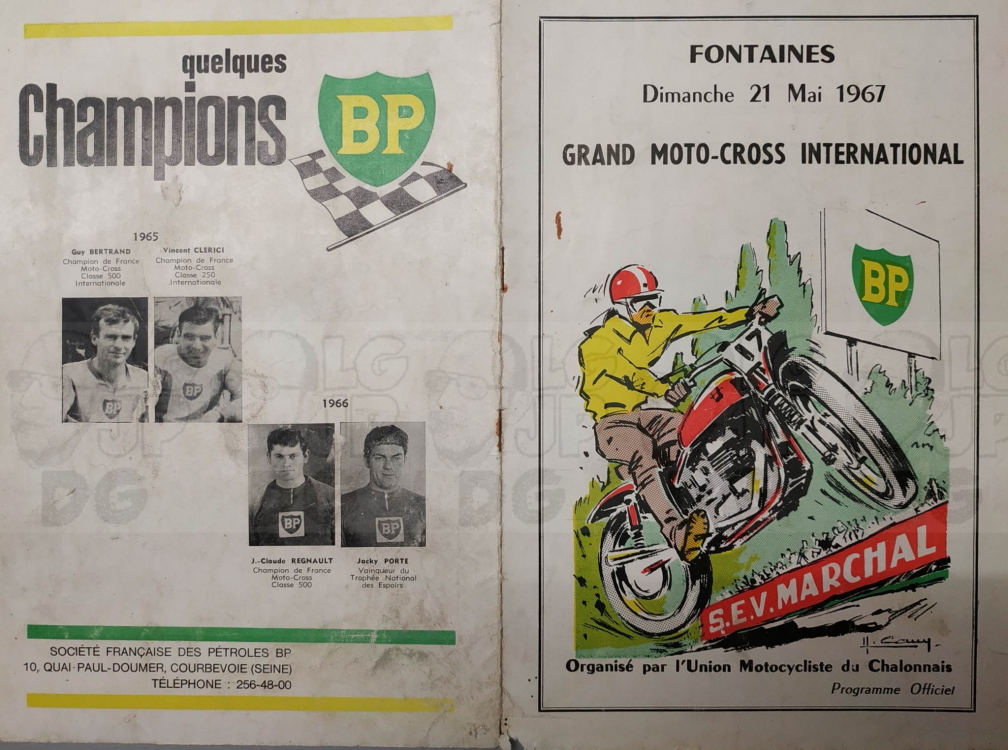 quelques
Champions
BP
1965
Guy BERTRAND
Champion de France
Moto-Cross
Classe 500
Internationale
Vincent CLERICI
Champion de France
Moto-Cross
Classe 250
Internationale
BP
BP
1966
BP
BP
J.-Claude REGNAULT
Champion de France
Moto-Cross
Classe 500
Jacky PORTE
Vainqueur du
Trophée National
des Espoirs
SOCIÉTÉ FRANÇAISE DES PÉTROLES BP
10, QUAI-PAUL-DOUMER, COURBEVOIE (SEINE)
TÉLÉPHONE : 256-48-00
FONTAINES
Dimanche 21 Mai 1967
GRAND MOTO-CROSS INTERNATIONAL
BP
S.E.V. MARCHAL
Organisé par l'Union Motocycliste du Chalonnais
Programme Officiel